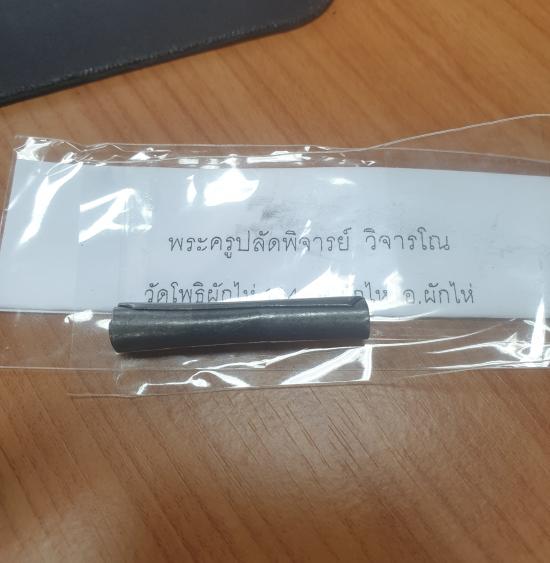 พระครูปลัดพิจารย์ วิจารโณ
วัดโพธิผักไห่ อ.ผักไห่